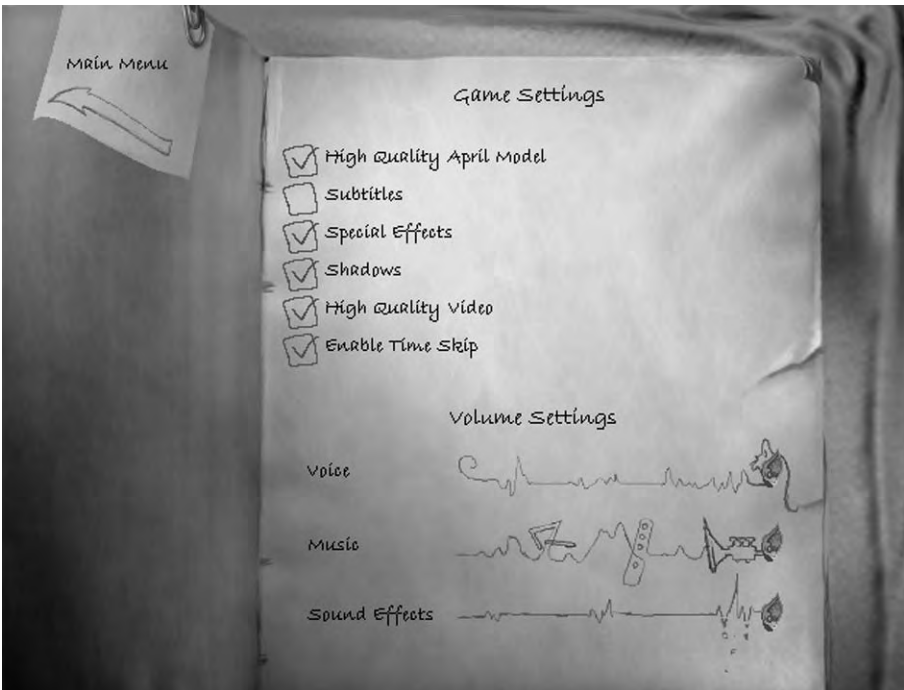 Main Menu
Game Settings
High Quality April Model
Subtitles
Special Effects
Shadows
High Quality Video
Enable Time Skip
Volume Settings
Voice
Music
Sound Effects